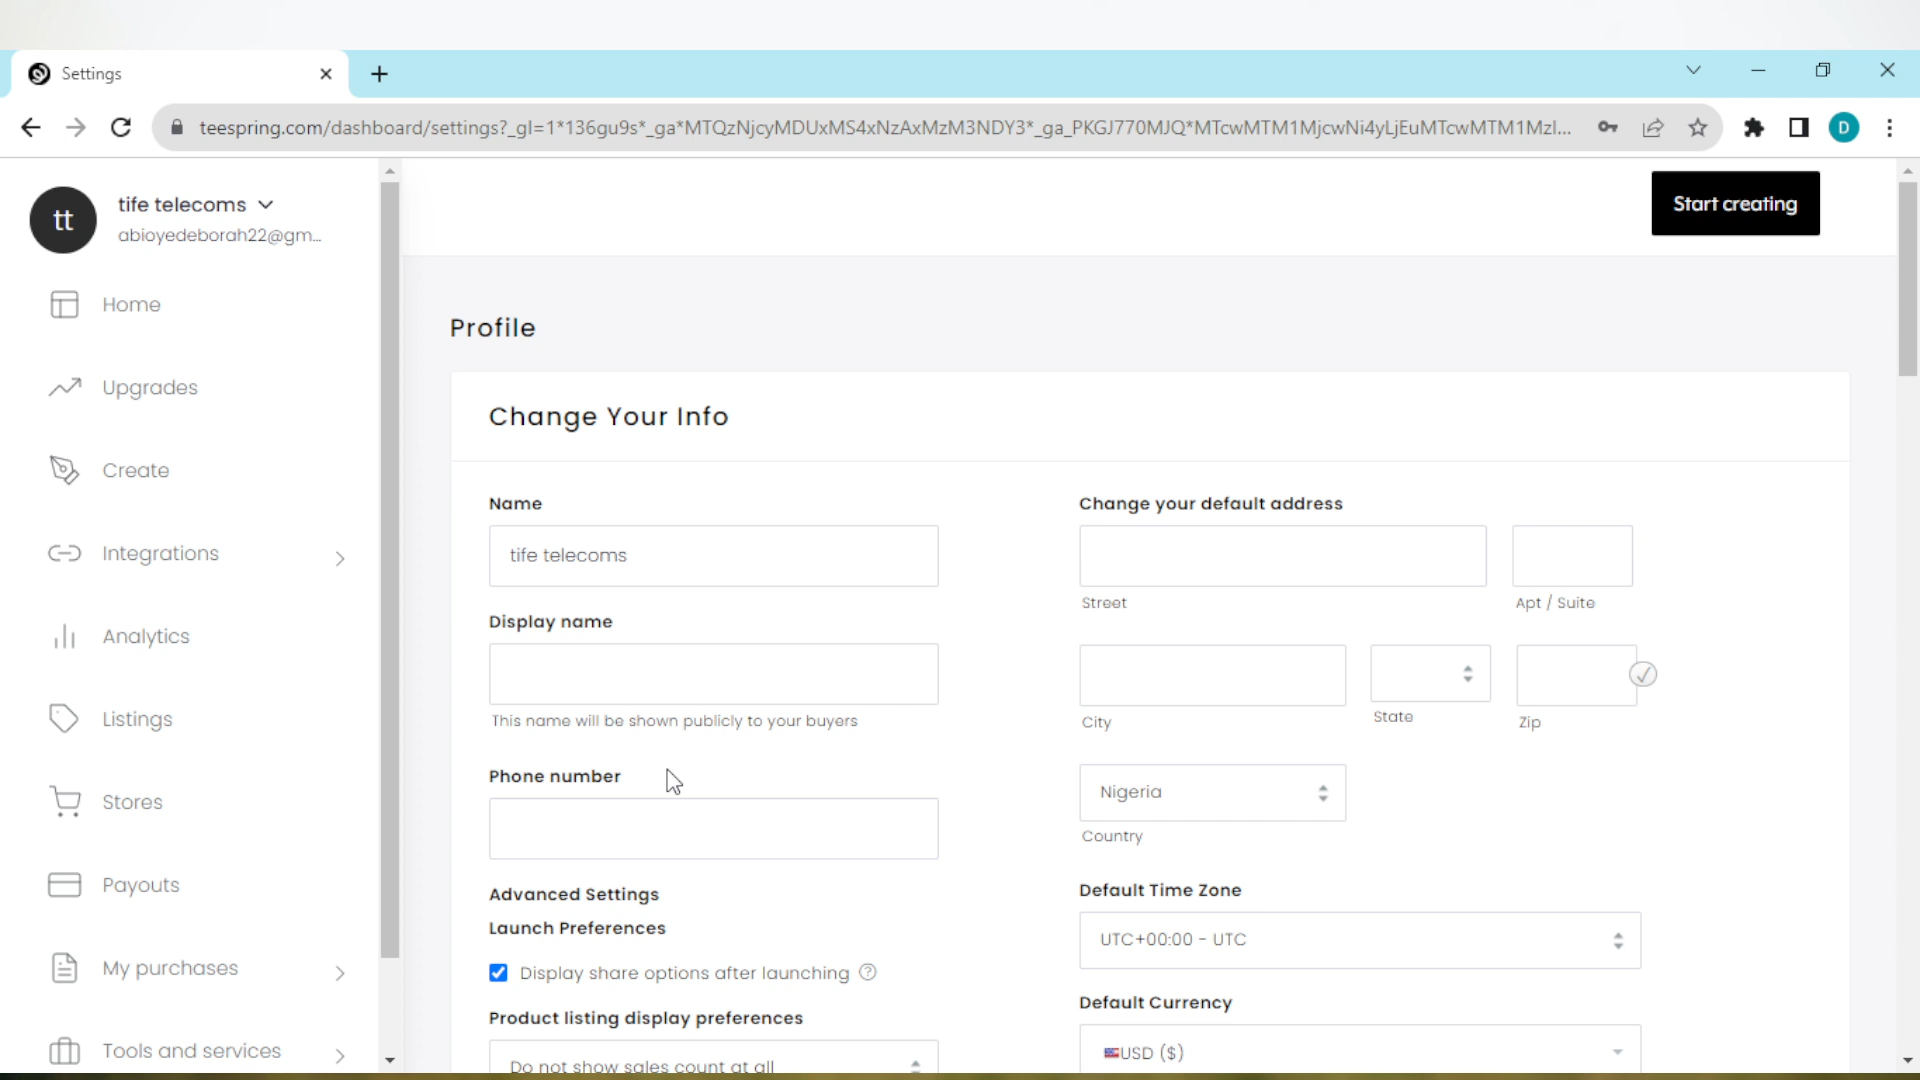 Settings
teespring.com/dashboard/settings?_gl=1*136gu9s*_ga*MTQzNjcyMDUxMS4xNzAxMzM3NDY3*_ga_PKGJ770MJQ*MTcwMTM1MjcwNi4yLjEuMTcwMTM1MzI...
D
tt
tife telecoms
abioyedeborah22@gm...
Start creating
Home
Upgrades
Create
Integrations
Analytics
Listings
Stores
Payouts
My purchases
Tools and services
Profile
Change Your Info
Name
tife telecoms
Display name
This name will be shown publicly to your buyers
Phone number
Advanced Settings
Launch Preferences
Display share options after launching ?
Product listing display preferences
Do not show sales count at all
Change your default address
Street
Apt / Suite
City
State
Zip
Nigeria
Country
Default Time Zone
UTC+00:00 - UTC
Default Currency
USD ($)